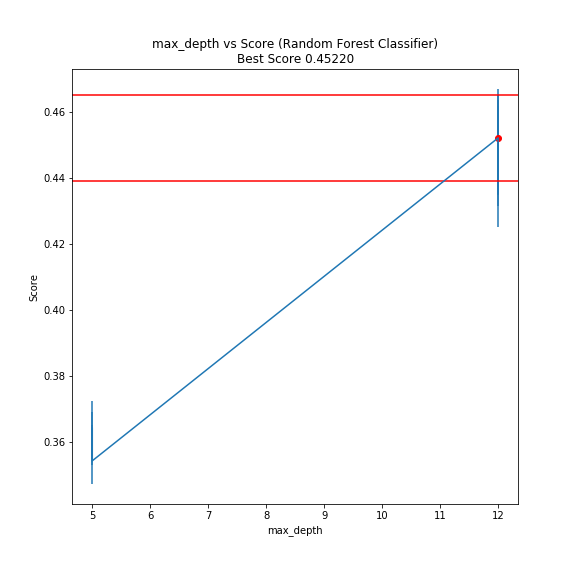 max_depth vs Score (Random Forest Classifier)
Best Score 0.45220
0.46
0.44
0.42
0.40
0.38
0.36
Score
5 6 7 8 9 10 11 12
max_depth